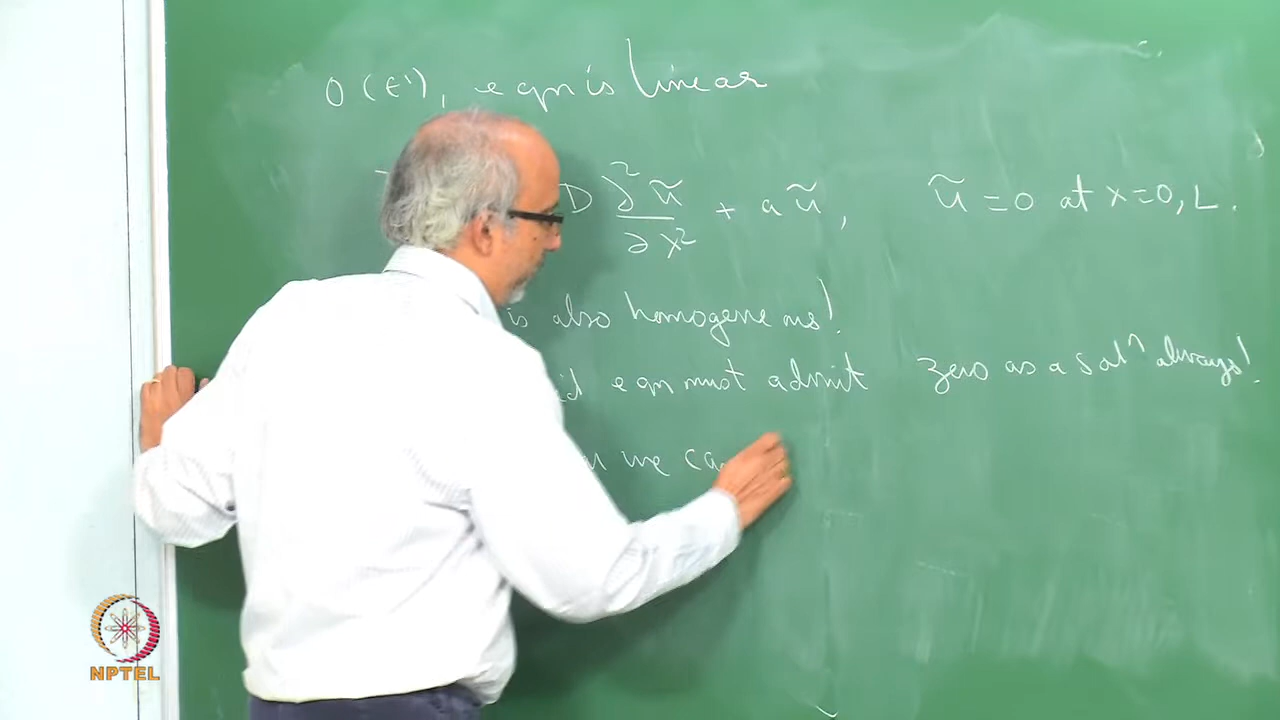 O(ε¹), eqn is linear
D ∂²ũ/∂x² + aũ, ũ = 0 at x=0, L.
is also homogeneous!
eqn must admit zero as a solⁿ always!
we ca
NPTEL